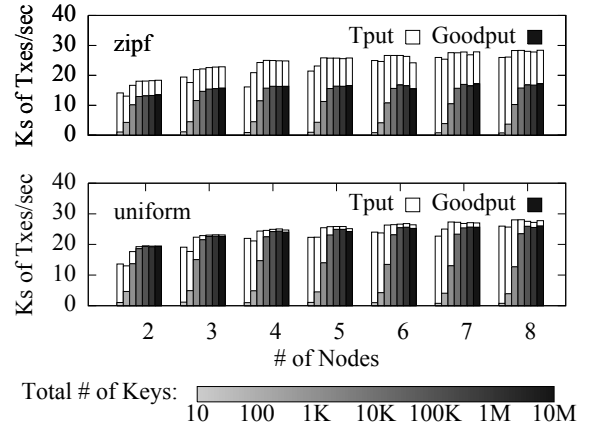 Ks of Txes/sec
40
30
20
10
0
zipf
Tput Goodput
Ks of Txes/sec
40
30
20
10
0
uniform
Tput Goodput
2 3 4 5 6 7 8
# of Nodes
Total # of Keys:
10 100 1K 10K 100K 1M 10M